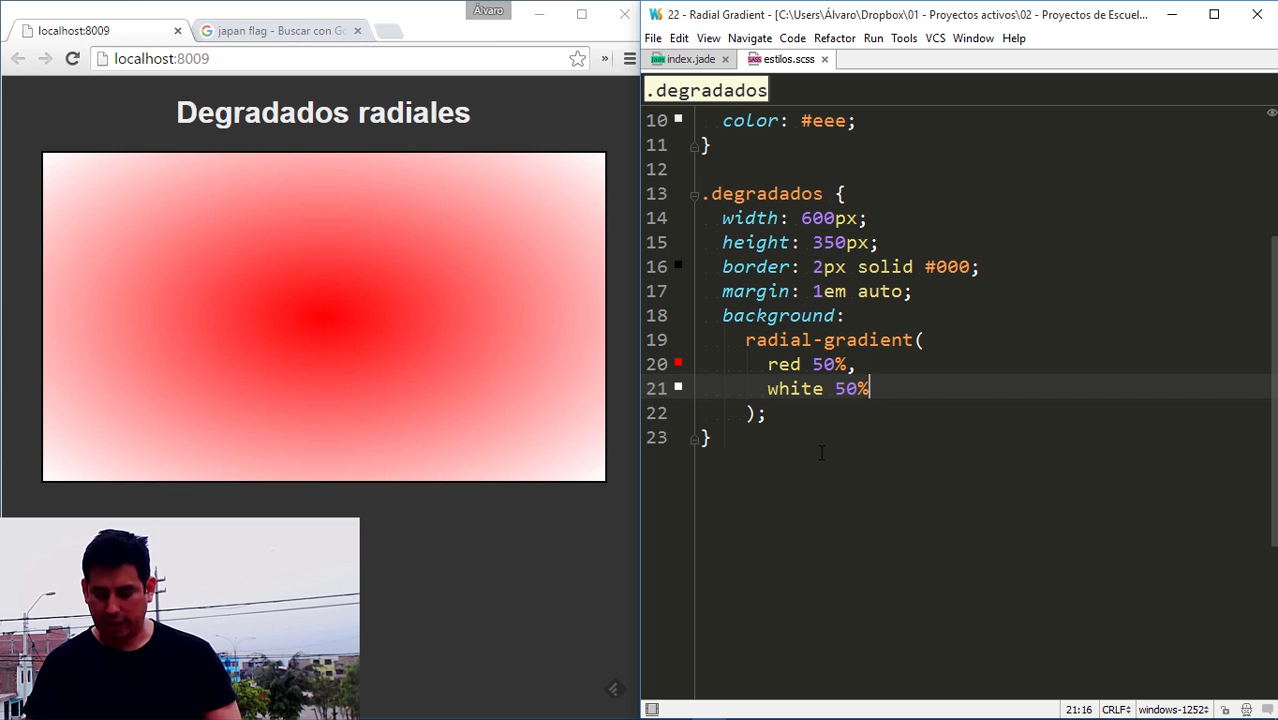 Álvaro
localhost:8009
japan flag - Buscar con Go
localhost:8009
»
Degradados radiales
22 - Radial Gradient - [C:\Users\Álvaro\Dropbox\01 - Proyectos activos\02 - Proyectos de Escuel...
File Edit View Navigate Code Refactor Run Tools VCS Window Help
index.jade
estilos.scss
.degradados
10 color: #eee;
11 }
12
13 .degradados {
14 width: 600px;
15 height: 350px;
16 border: 2px solid #000;
17 margin: 1em auto;
18 background:
19 radial-gradient(
20 red 50%,
21 white 50%
22 );
23 }
21:16 CRLF windows-1252